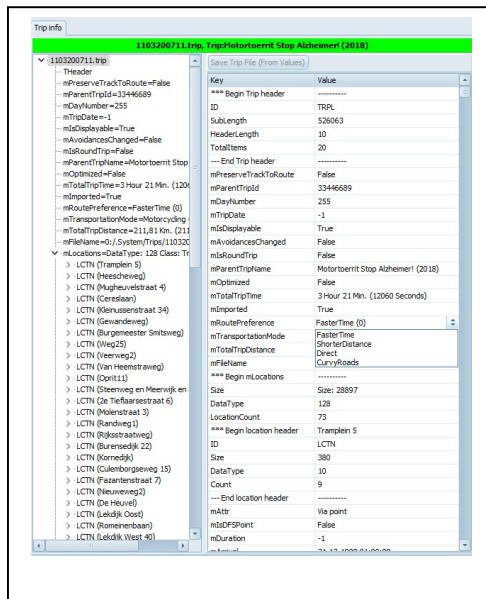 Trip info
1103200711.trip, Trip:Motortoerrit Stop Alzheimer! (2018)
1103200711.trip
THeader
mPreserveTrackToRoute=False
mParentTripId=33446689
mDayNumber=255
mTripDate=-1
mIsDisplayable=True
mAvoidancesChanged=False
mIsRoundTrip=False
mParentTripName=Motortoerrit Stop
mOptimized=False
mTotalTripTime=3 Hour 21 Min. (1206
mImported=True
mRoutePreference=FasterTime (0)
mTransportationMode=Motorcycling
mTotalTripDistance=211,81 Km. (211
mFileName=0:/.System/Trips/110320
mLocations=DataType: 128 Class: Tr
LCTN (Tramplein 5)
LCTN (Heescheweg)
LCTN (Mugheuvelstraat 4)
LCTN (Cereslaan)
LCTN (Kleinussenstraat 34)
LCTN (Gewandeweg)
LCTN (Burgemeester Smitsweg)
LCTN (Weg25)
LCTN (Veerweg2)
LCTN (Van Heemstraweg)
LCTN (Oprit11)
LCTN (Steenweg en Meerwijk en
LCTN (2e Tieflaarsestraat 6)
LCTN (Molenstraat 3)
LCTN (Randweg1)
LCTN (Rijksstraatweg)
LCTN (Burensedijk 22)
LCTN (Kornedijk)
LCTN (Culemborgseweg 15)
LCTN (Fazantenstraat 7)
LCTN (Nieuweweg2)
LCTN (De Heuvel)
LCTN (Lekdijk Oost)
LCTN (Romeinenbaan)
LCTN (Lekdijk West 40)
Save Trip File (From Values)
Key Value
*** Begin Trip header ----------
ID TRPL
SubLength 526063
HeaderLength 10
TotalItems 20
--- End Trip header ----------
mPreserveTrackToRoute False
mParentTripId 33446689
mDayNumber 255
mTripDate -1
mIsDisplayable True
mAvoidancesChanged False
mIsRoundTrip False
mParentTripName Motortoerrit Stop Alzheimer! (2018)
mOptimized False
mTotalTripTime 3 Hour 21 Min. (12060 Seconds)
mImported True
mRoutePreference FasterTime (0)
mTransportationMode FasterTime
ShorterDistance
mTotalTripDistance Direct
mFileName CurvyRoads
*** Begin mLocations ----------
Size Size: 28897
DataType 128
LocationCount 73
*** Begin location header Tramplein 5
ID LCTN
Size 380
DataType 10
Count 9
--- End location header ----------
mAttr Via point
mIsDFSPoint False
mDuration -1